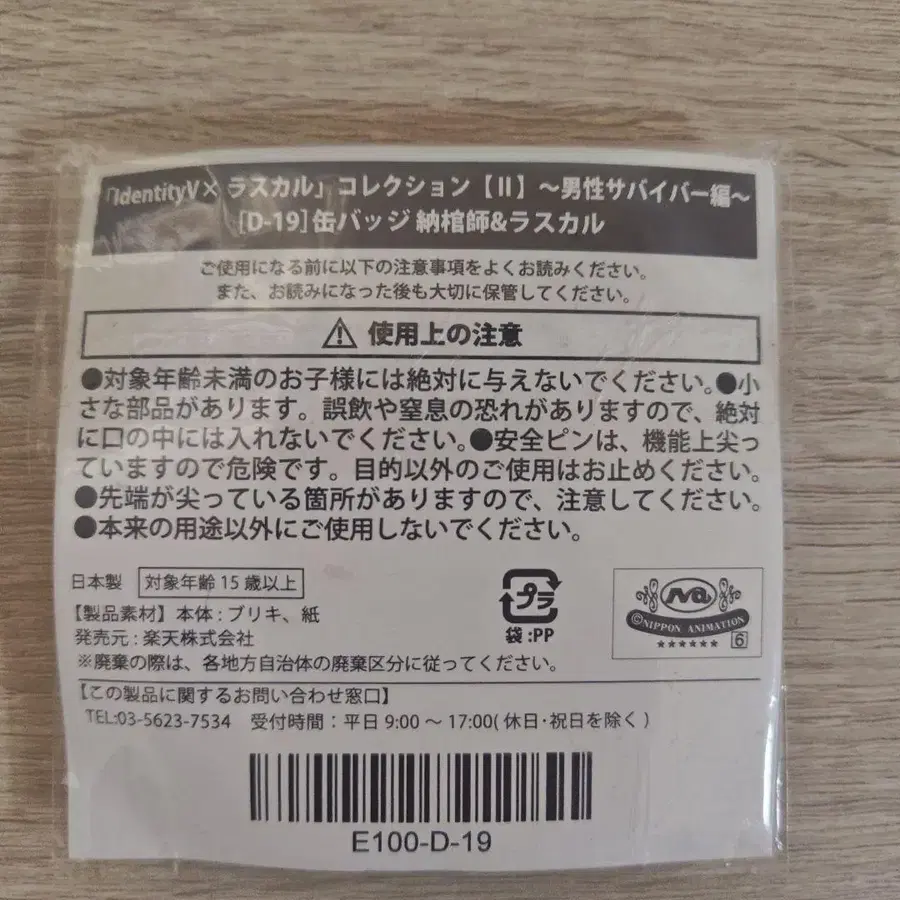 「IdentityV× ラスカル」コレクション【Ⅱ】～男性サバイバー編～
[D-19]缶バッジ 納棺師&ラスカル
ご使用になる前に以下の注意事項をよくお読みください。
また、お読みになった後も大切に保管してください。
使用上の注意
●対象年齢未満のお子様には絶対に与えないでください。●小
さな部品があります。誤飲や窒息の恐れがありますので、絶対
に口の中には入れないでください。●安全ピンは、機能上尖っ
ていますので危険です。目的以外のご使用はお止めください。
●先端が尖っている箇所がありますので、注意してください。
●本来の用途以外にご使用しないでください。
日本製 対象年齢 15 歳以上
【製品素材】本体:ブリキ、紙
発売元:楽天株式会社
プラ
袋:PP
Na
©NIPPON ANIMATION
6
※廃棄の際は、各地方自治体の廃棄区分に従ってください。
【この製品に関するお問い合わせ窓口】
TEL:03-5623-7534 受付時間:平日 9:00 ～ 17:00( 休日・祝日を除く )
E100-D-19